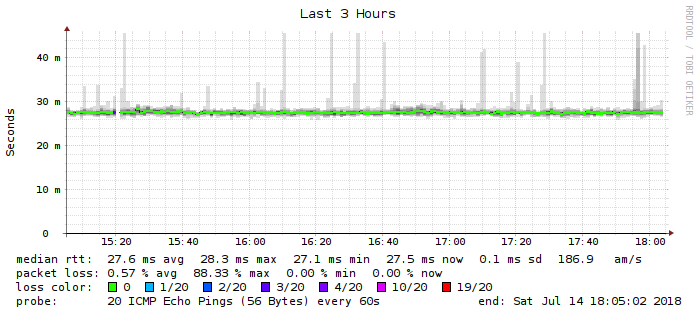 Last 3 Hours
RRDTOOL / TOBI OETIKER
Seconds
40 m
30 m
20 m
10 m
0
15:20 15:40 16:00 16:20 16:40 17:00 17:20 17:40 18:00
median rtt: 27.6 ms avg 28.3 ms max 27.1 ms min 27.5 ms now 0.1 ms sd 186.9 am/s
packet loss: 0.57 % avg 88.33 % max 0.00 % min 0.00 % now
loss color: 0 1/20 2/20 3/20 4/20 10/20 19/20
probe: 20 ICMP Echo Pings (56 Bytes) every 60s end: Sat Jul 14 18:05:02 2018